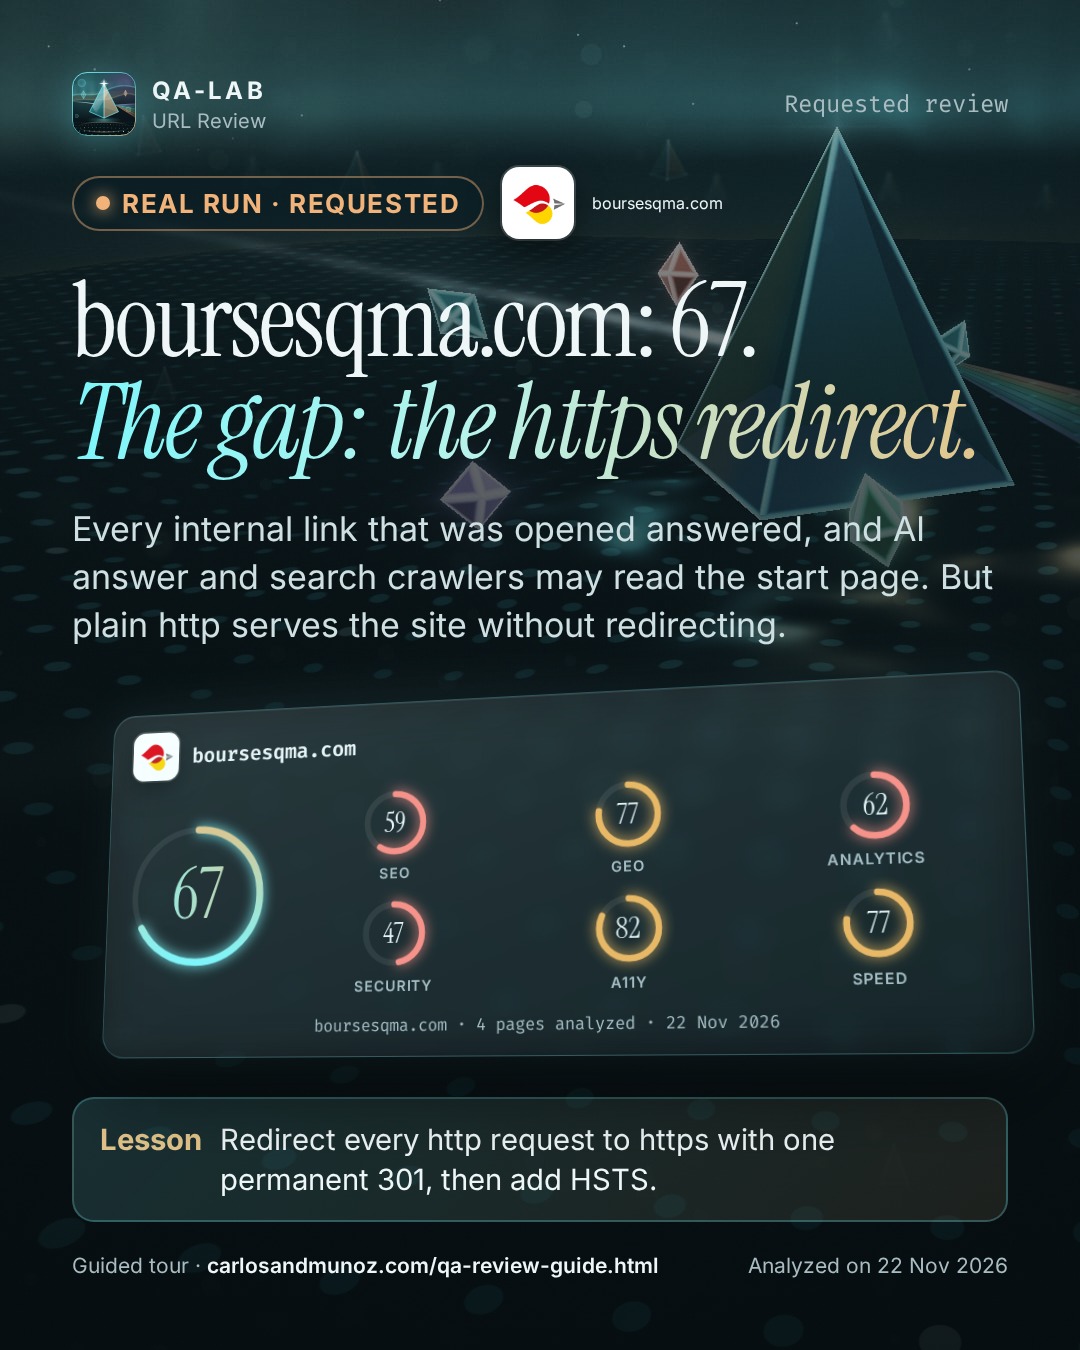 QA-LAB
URL Review
Requested review
REAL RUN · REQUESTED
boursesqma.com
boursesqma.com: 67.
The gap: the https redirect.
Every internal link that was opened answered, and AI
answer and search crawlers may read the start page. But
plain http serves the site without redirecting.
boursesqma.com
67
59
SEO
77
GEO
62
ANALYTICS
47
SECURITY
82
A11Y
77
SPEED
boursesqma.com · 4 pages analyzed · 22 Nov 2026
Lesson Redirect every http request to https with one
permanent 301, then add HSTS.
Guided tour · carlosandmunoz.com/qa-review-guide.html
Analyzed on 22 Nov 2026